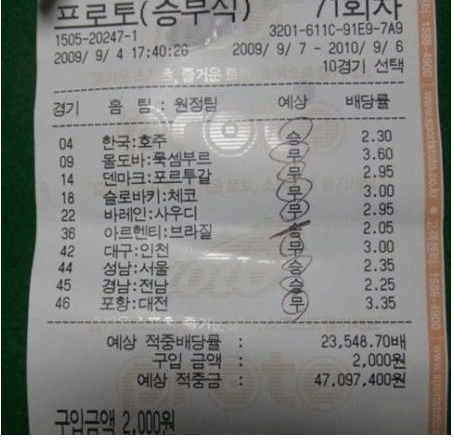 프로토(승부식) 71회차
1505-20247-1 3201-611C-91E9-7A9
2009/ 9/ 4 17:40:26 2009/ 9/ 7 - 2010/ 9/ 6
10경기 선택
경기 홈 팀 : 원정팀 예상 배당률
04 한국:호주 승 2.30
09 몰도바:룩셈부르 무 3.60
14 덴마크:포르투갈 무 2.95
18 슬로바키:체코 무 3.00
22 바레인:사우디 무 2.95
36 아르헨티:브라질 승 2.05
42 대구:인천 무 3.00
44 성남:서울 승 2.35
45 경남:전남 승 2.25
46 포항:대전 무 3.35
예상 적중배당률 : 23,548.70배
구입 금액 : 2,000원
예상 적중금 : 47,097,400원
구입금액 2,000원
proto
www.sportstoto.co.kr
1588-4900